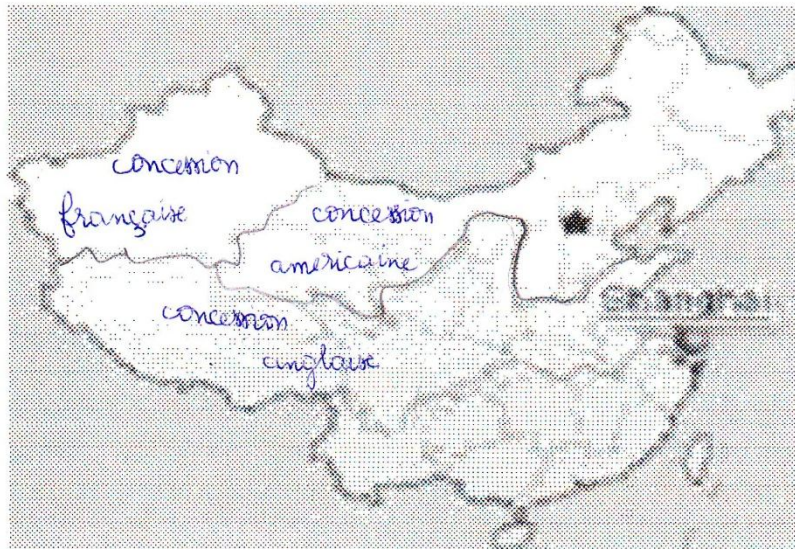 concession
française
concession
americaine
concession
anglaise
Shanghai